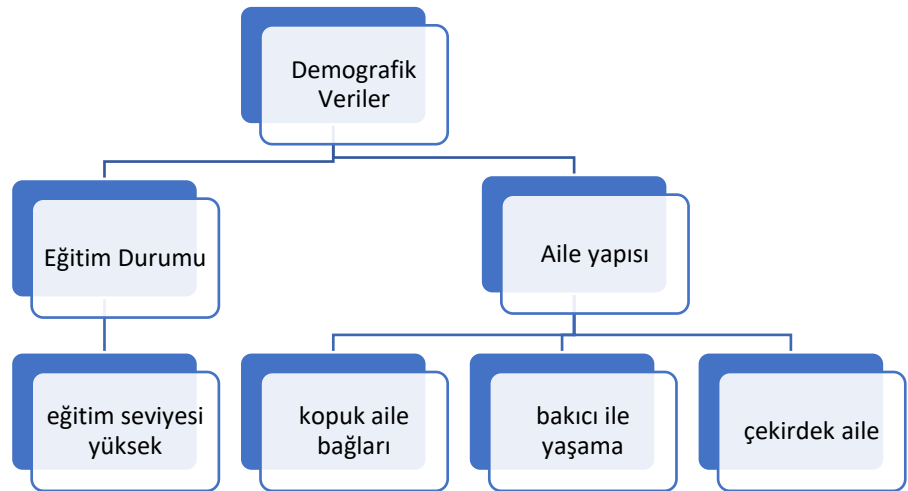 Demografik
Veriler
Eğitim Durumu
Aile yapısı
eğitim seviyesi
yüksek
kopuk aile
bağları
bakıcı ile
yaşama
çekirdek aile